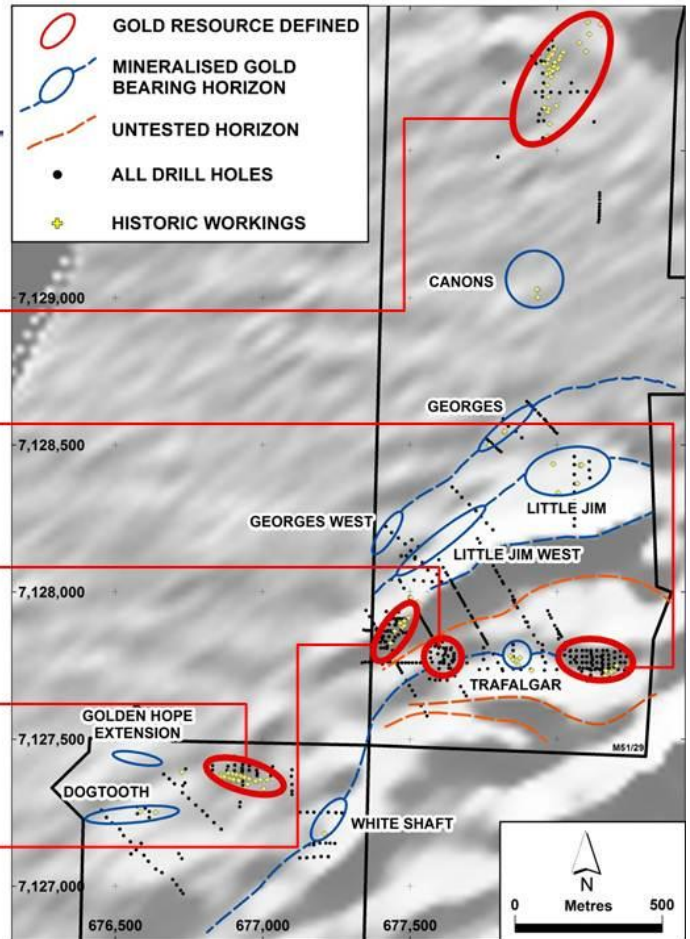 GOLD RESOURCE DEFINED
MINERALISED GOLD
BEARING HORIZON
UNTESTED HORIZON
ALL DRILL HOLES
HISTORIC WORKINGS
CANONS
7,129,000
GEORGES
7,128,500
LITTLE JIM
GEORGES WEST
LITTLE JIM WEST
7,128,000
TRAFALGAR
GOLDEN HOPE
EXTENSION
7,127,500
M51/29
DOGTOOTH
WHITE SHAFT
7,127,000
676,500
677,000
677,500
N
0 Metres 500